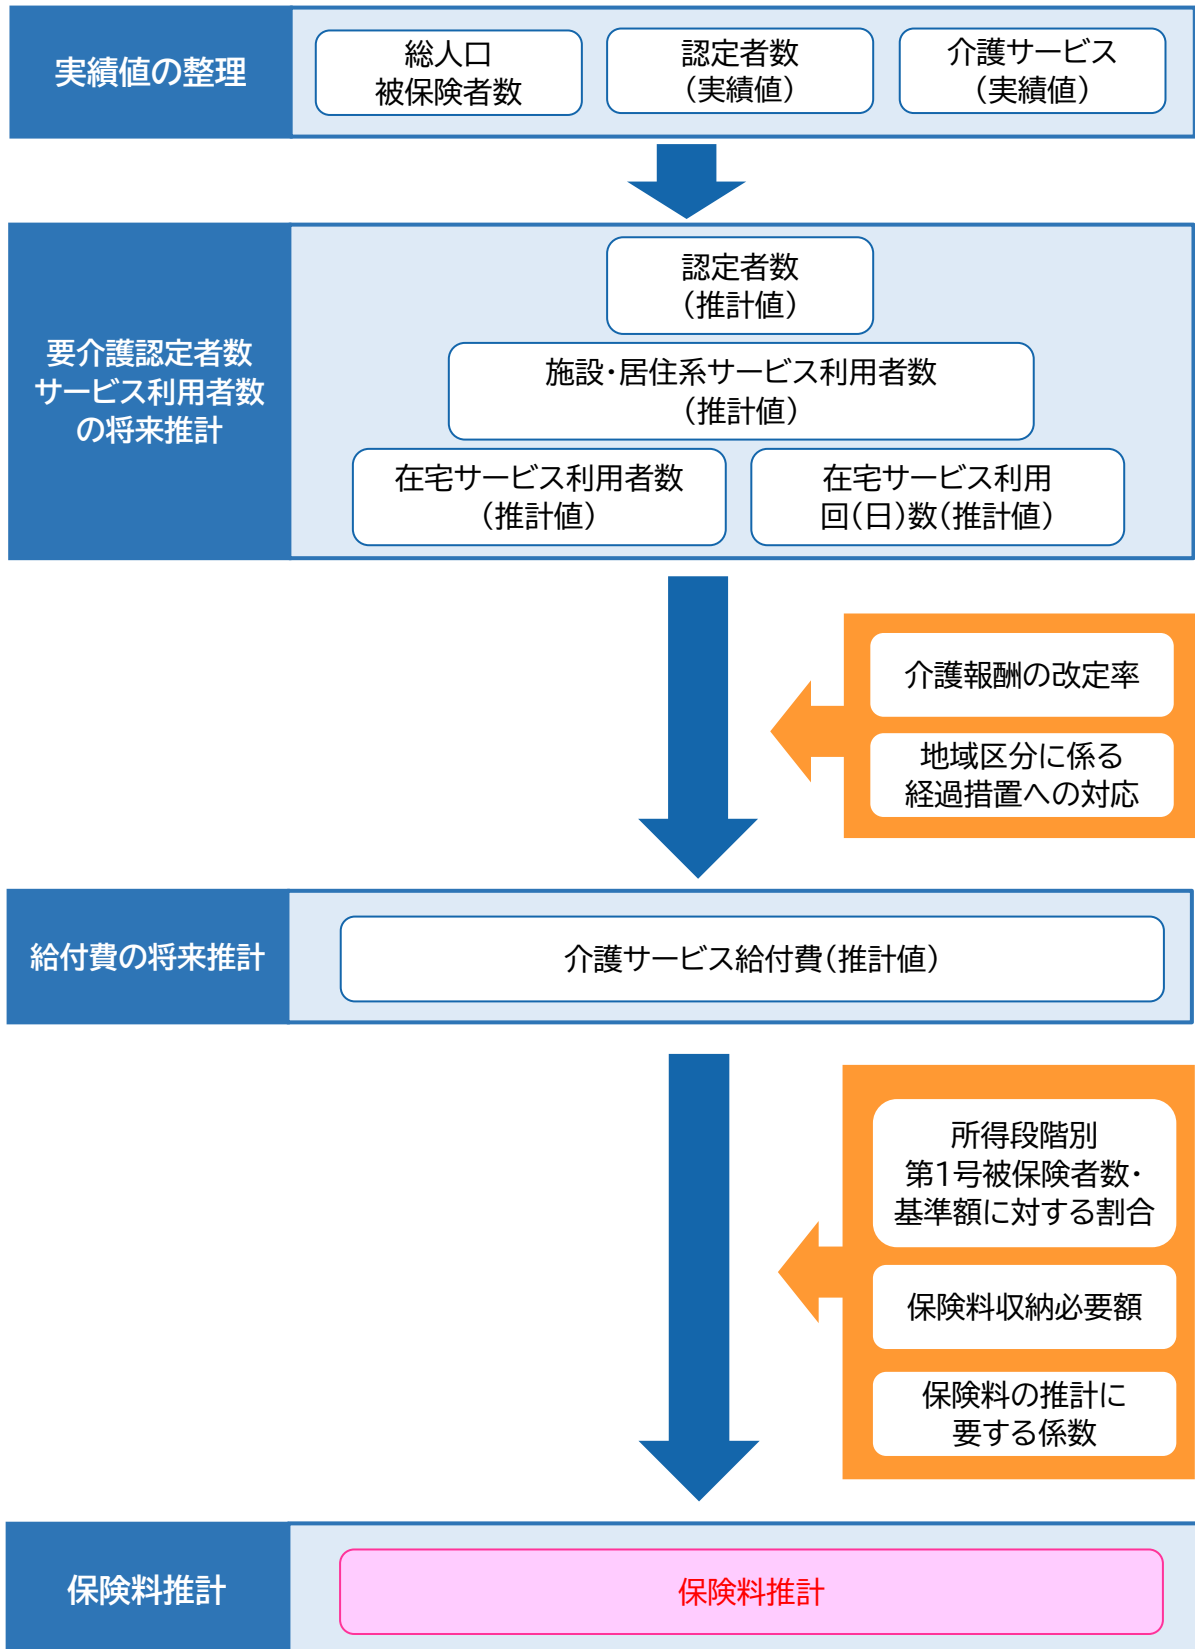 実績値の整理
総人口
被保険者数
認定者数
（実績値）
介護サービス
（実績値）
要介護認定者数
サービス利用者数
の将来推計
認定者数
（推計値）
施設・居住系サービス利用者数
（推計値）
在宅サービス利用者数
（推計値）
在宅サービス利用
回（日）数（推計値）
介護報酬の改定率
地域区分に係る
経過措置への対応
給付費の将来推計
介護サービス給付費（推計値）
所得段階別
第1号被保険者数・
基準額に対する割合
保険料収納必要額
保険料の推計に
要する係数
保険料推計
保険料推計